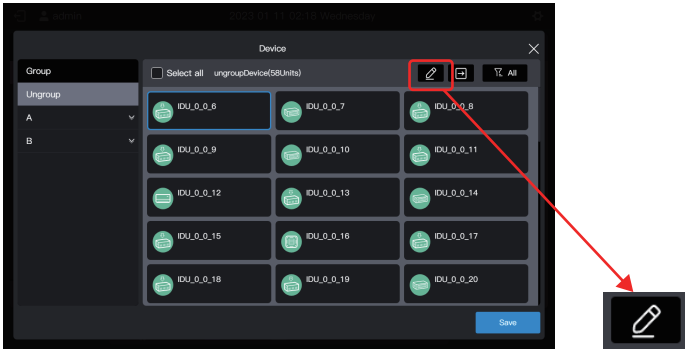 admin 2023 01 11 02:16 Wednesday
Device
Group
Select all ungroupDevice(58Units) All
Ungroup
A
B
IDU_0_0_6 IDU_0_0_7 IDU_0_0_8
IDU_0_0_9 IDU_0_0_10 IDU_0_0_11
IDU_0_0_12 IDU_0_0_13 IDU_0_0_14
IDU_0_0_15 IDU_0_0_16 IDU_0_0_17
IDU_0_0_18 IDU_0_0_19 IDU_0_0_20
Save